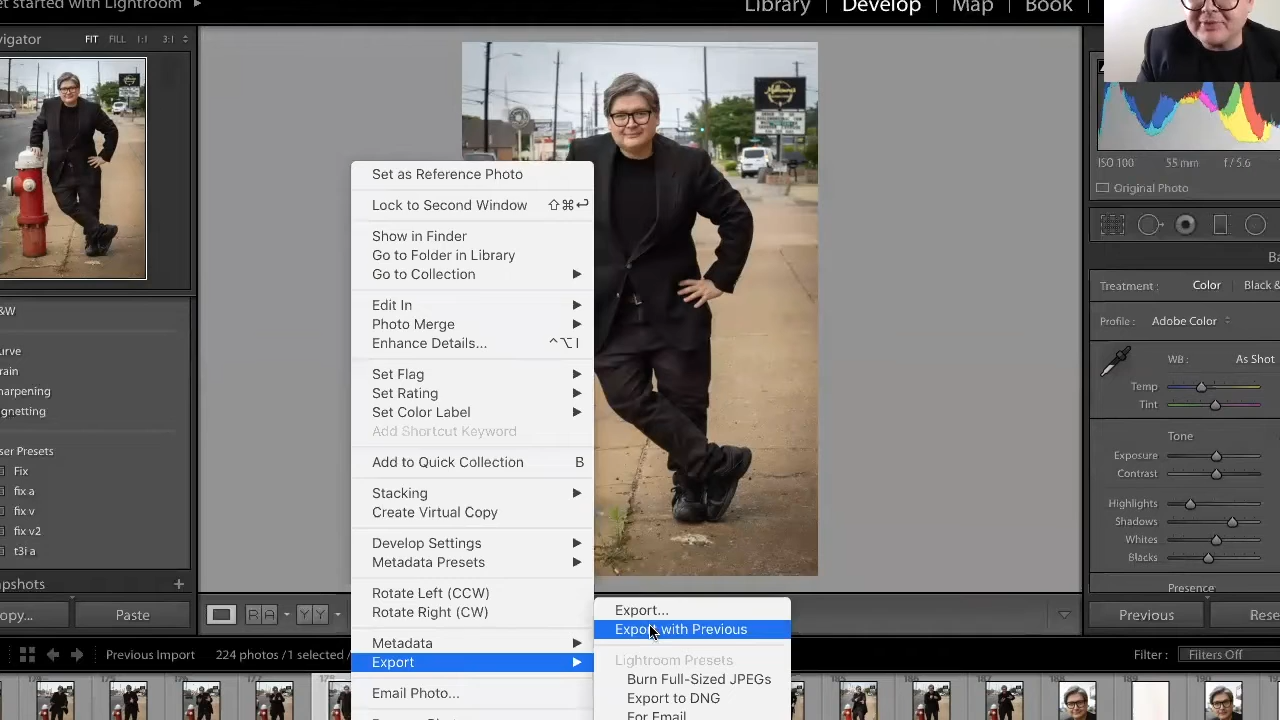 et started with Lightroom
Library | Develop | Map | Book |
avigator FIT FILL 1:1 3:1
ISO 100 55 mm f / 5.6
Original Photo
Set as Reference Photo
Lock to Second Window ⇧⌘↩
Show in Finder
Go to Folder in Library
Go to Collection
Edit In
Photo Merge
Enhance Details... ^⌥I
Set Flag
Set Rating
Set Color Label
Add Shortcut Keyword
Add to Quick Collection B
Stacking
Create Virtual Copy
Develop Settings
Metadata Presets
Rotate Left (CCW)
Rotate Right (CW)
Metadata
Export
Email Photo...
Export...
Export with Previous
Lightroom Presets
Burn Full-Sized JPEGs
Export to DNG
For Email
&W
urve
rain
harpening
gnetting
ser Presets
Fix
fix a
fix v
fix v2
t3i a
apshots +
opy... Paste
Ba
Treatment : Color Black &
Profile : Adobe Color
WB : As Shot
Temp
Tint
Tone
Exposure
Contrast
Highlights
Shadows
Whites
Blacks
Presence
Previous Rese
R A Y Y
Previous Import 224 photos / 1 selected /
Filter : Filters Off